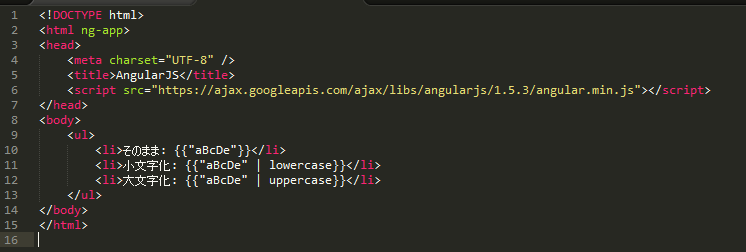 1 <!DOCTYPE html>
2 <html ng-app>
3 <head>
4     <meta charset="UTF-8" />
5     <title>AngularJS</title>
6     <script src="https://ajax.googleapis.com/ajax/libs/angularjs/1.5.3/angular.min.js"></script>
7 </head>
8 <body>
9     <ul>
10         <li>そのまま: {{"aBcDe"}}</li>
11         <li>小文字化: {{"aBcDe" | lowercase}}</li>
12         <li>大文字化: {{"aBcDe" | uppercase}}</li>
13     </ul>
14 </body>
15 </html>
16